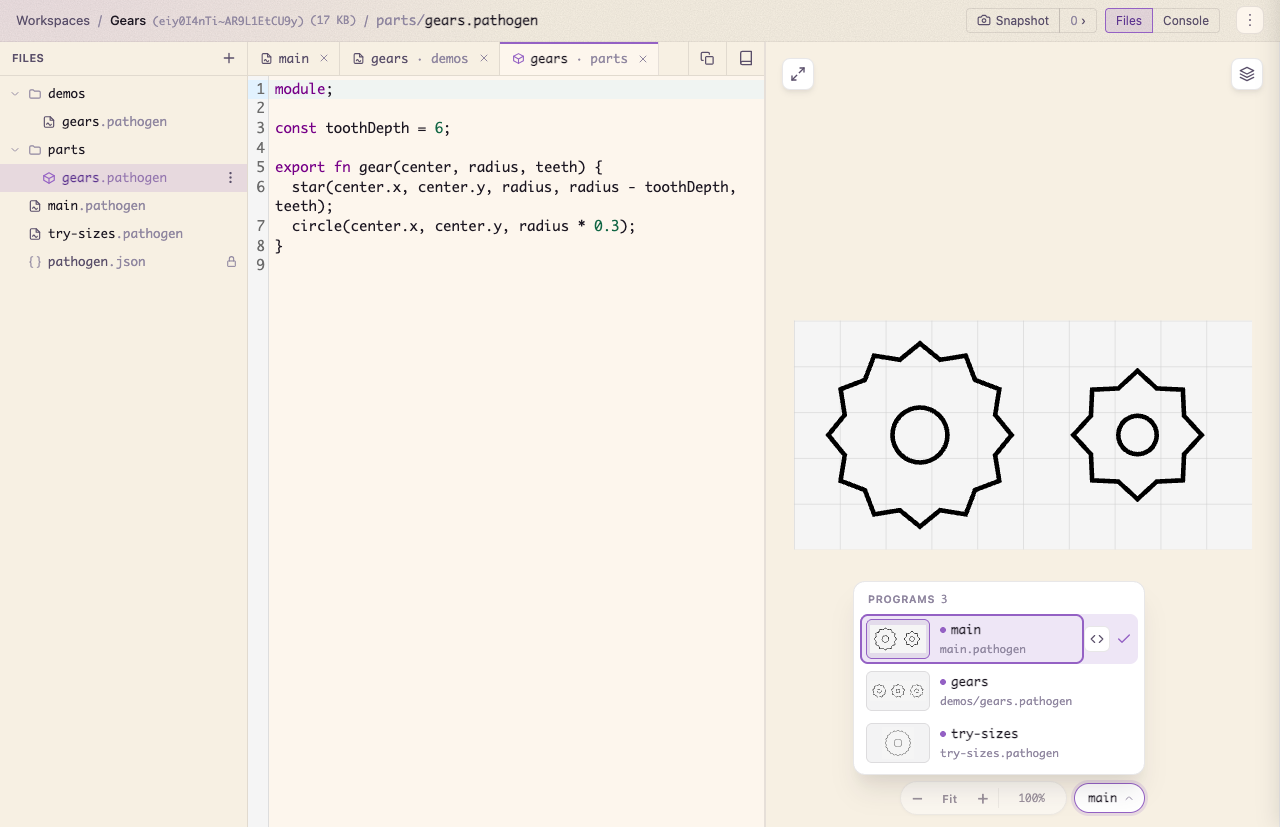 Workspaces / Gears (eiy0I4nTi~AR9L1EtCU9y) (17 KB) / parts/gears.pathogen
Snapshot 0 ›
Files Console
FILES
demos
gears.pathogen
parts
gears.pathogen
main.pathogen
try-sizes.pathogen
{} pathogen.json
main ×
gears · demos ×
gears · parts ×
1 module;
2
3 const toothDepth = 6;
4
5 export fn gear(center, radius, teeth) {
6 star(center.x, center.y, radius, radius - toothDepth,
teeth);
7 circle(center.x, center.y, radius * 0.3);
8 }
9
PROGRAMS 3
main
main.pathogen
gears
demos/gears.pathogen
try-sizes
try-sizes.pathogen
− Fit + 100%
main